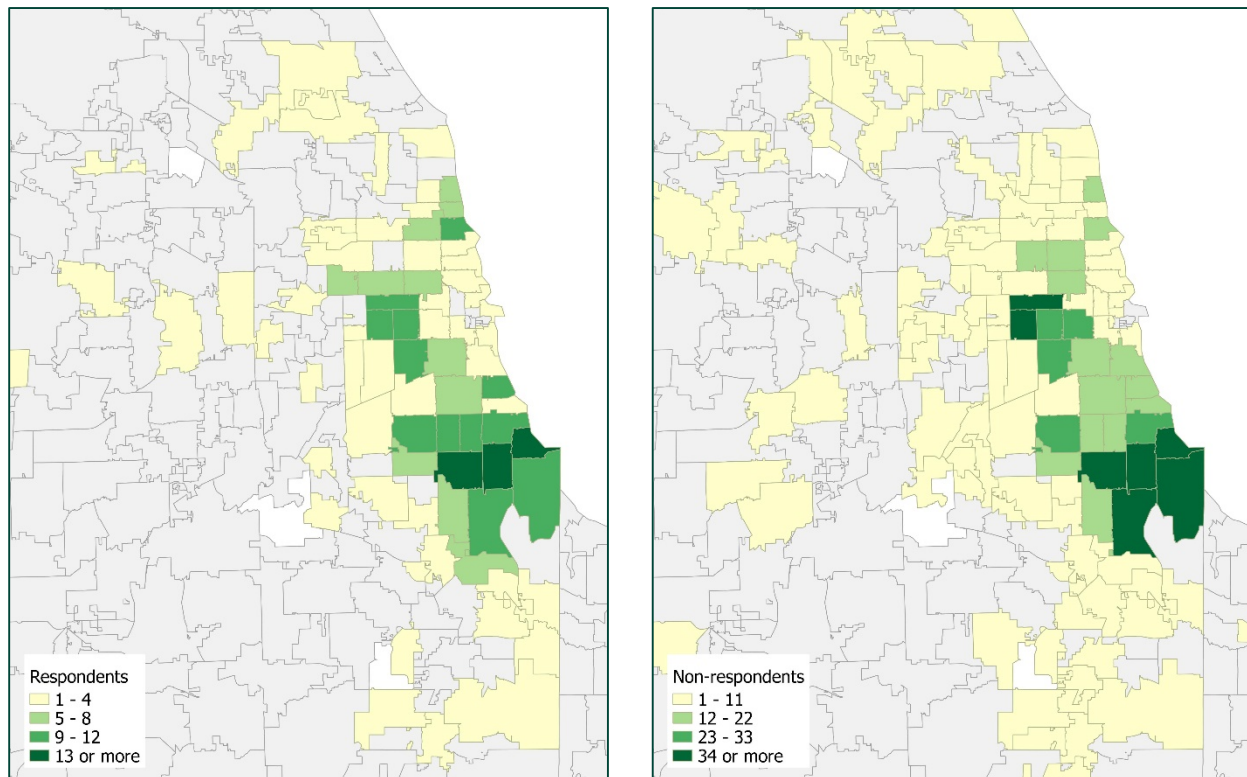 Respondents
1 - 4
5 - 8
9 - 12
13 or more
Non-respondents
1 - 11
12 - 22
23 - 33
34 or more